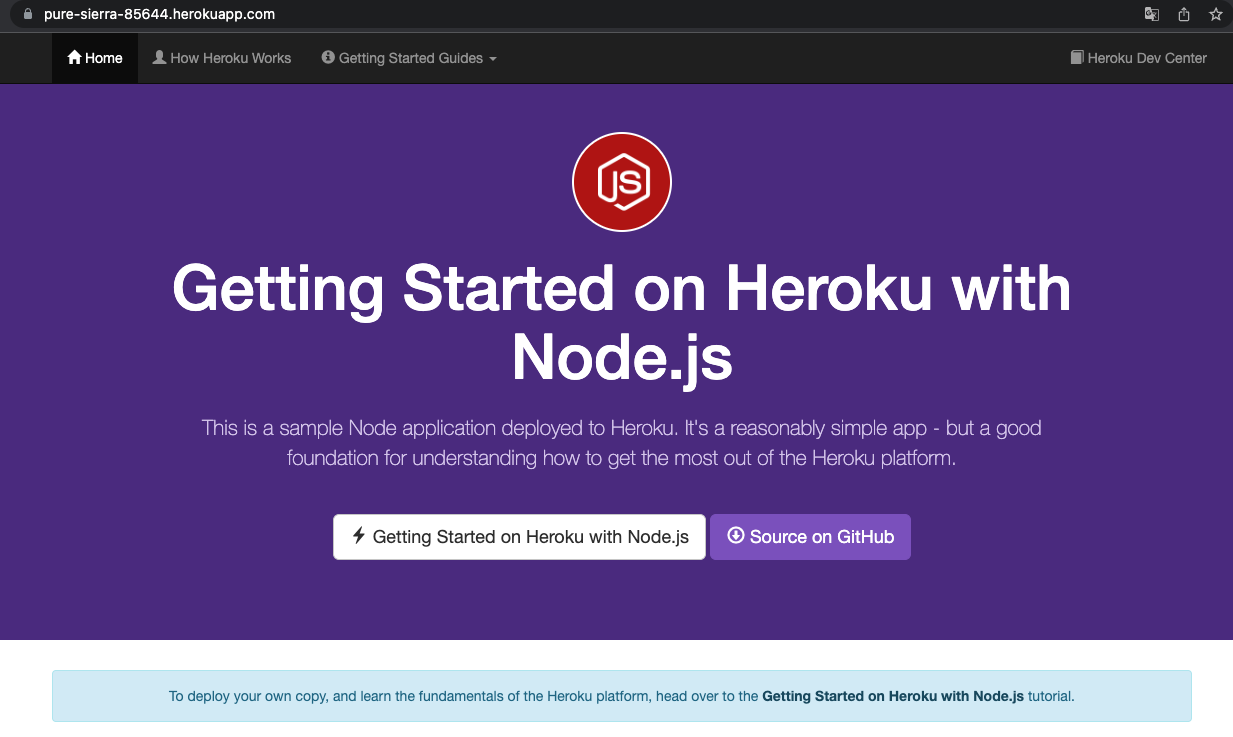 pure-sierra-85644.herokuapp.com
Home
How Heroku Works
Getting Started Guides
Heroku Dev Center
JS
Getting Started on Heroku with
Node.js
This is a sample Node application deployed to Heroku. It's a reasonably simple app - but a good
foundation for understanding how to get the most out of the Heroku platform.
Getting Started on Heroku with Node.js
Source on GitHub
To deploy your own copy, and learn the fundamentals of the Heroku platform, head over to the Getting Started on Heroku with Node.js tutorial.